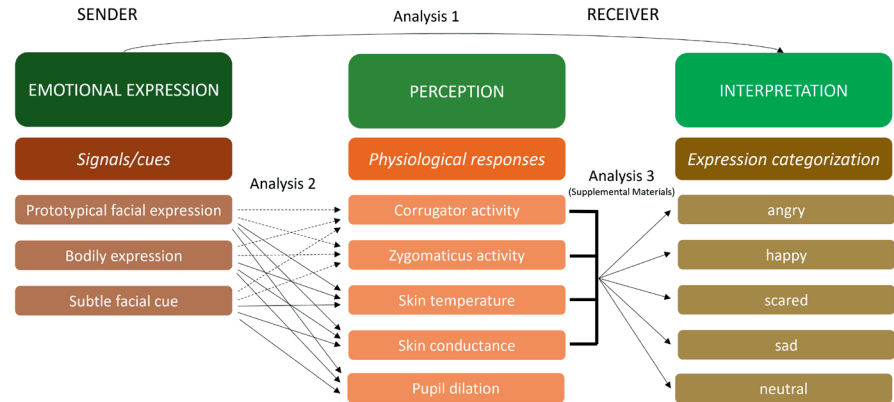 SENDER
Analysis 1
RECEIVER
EMOTIONAL EXPRESSION
PERCEPTION
INTERPRETATION
Signals/cues
Physiological responses
Expression categorization
Analysis 2
Analysis 3
(Supplemental Materials)
Prototypical facial expression
Bodily expression
Subtle facial cue
Corrugator activity
Zygomaticus activity
Skin temperature
Skin conductance
Pupil dilation
angry
happy
scared
sad
neutral